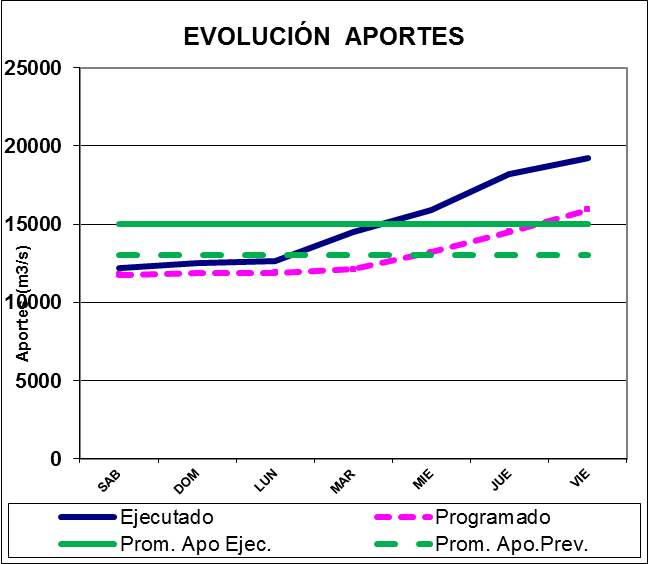 EVOLUCIÓN APORTES
25000
20000
15000
10000
5000
0
Aportes (m3/s)
SAB DOM LUN MAR MIE JUE VIE
Ejecutado Programado
Prom. Apo Ejec. Prom. Apo.Prev.